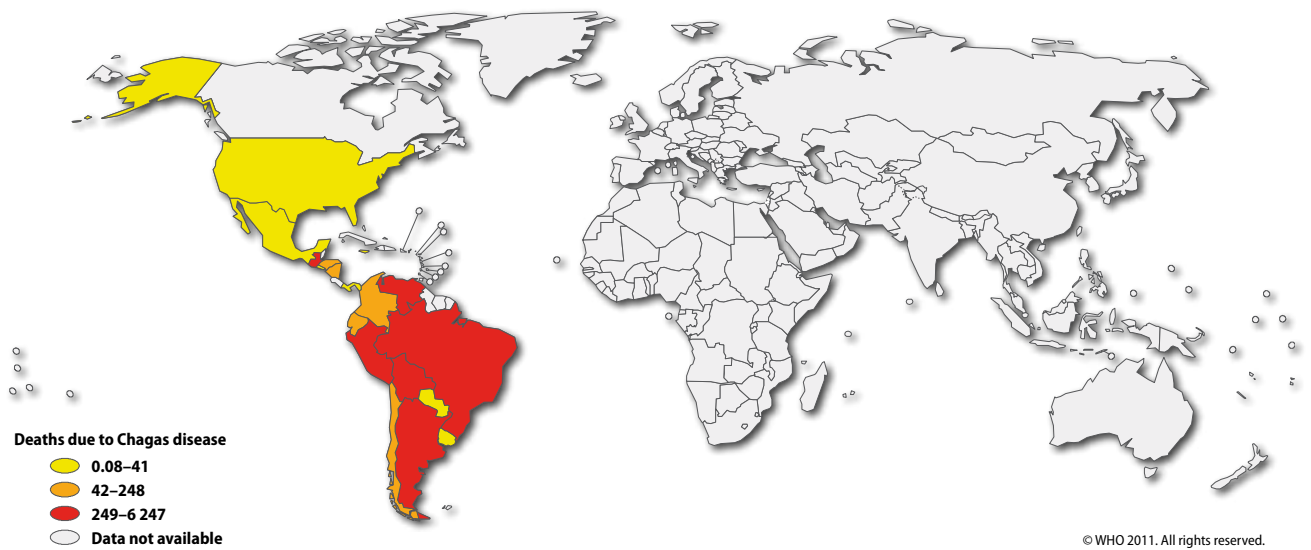 Deaths due to Chagas disease
0.08–41
42–248
249–6 247
Data not available
© WHO 2011. All rights reserved.